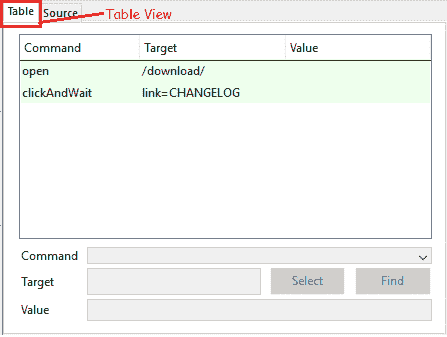 Table Source Table View
Command Target Value
open /download/
clickAndWait link=CHANGELOG
Command
Target Select Find
Value